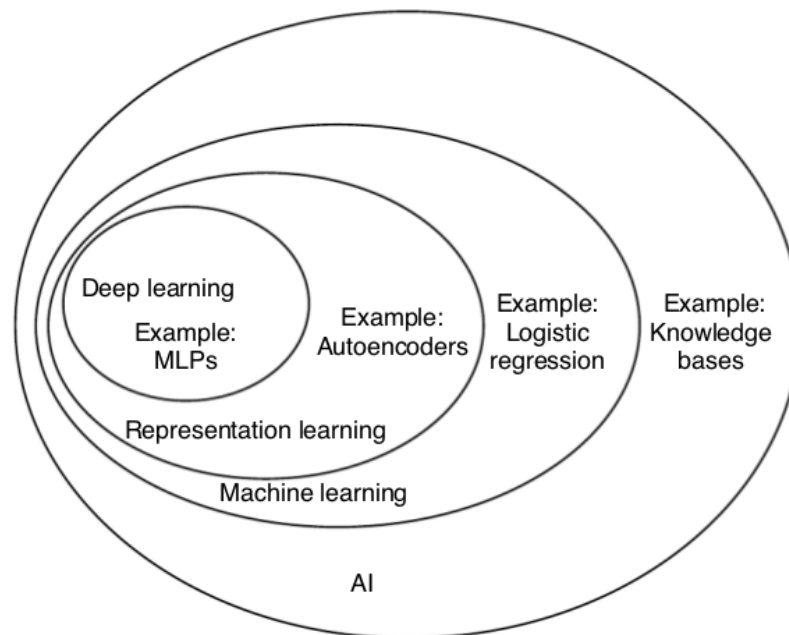 Deep learning
Example:
MLPs
Example:
Autoencoders
Example:
Logistic
regression
Example:
Knowledge
bases
Representation learning
Machine learning
AI